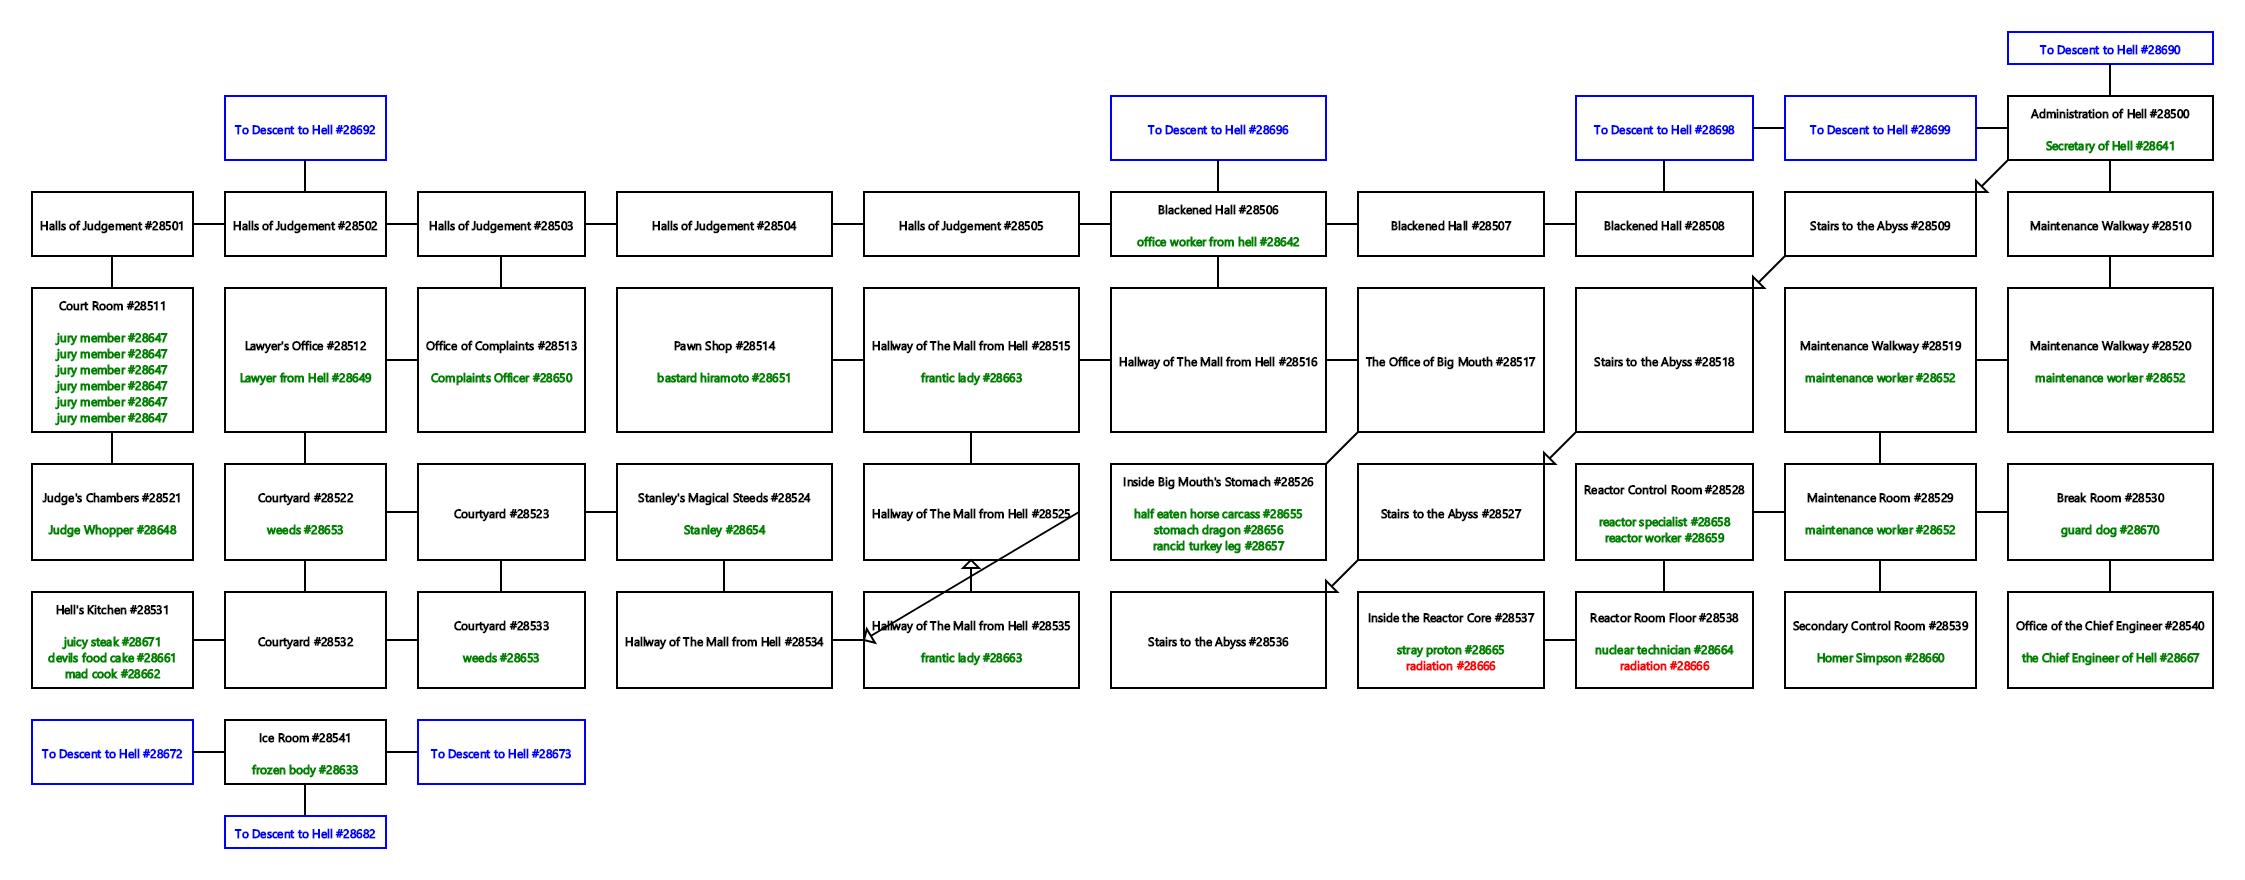 To Descent to Hell #28690
To Descent to Hell #28692
To Descent to Hell #28696
To Descent to Hell #28698
To Descent to Hell #28699
Administration of Hell #28500
Secretary of Hell #28641
Halls of Judgement #28501
Halls of Judgement #28502
Halls of Judgement #28503
Halls of Judgement #28504
Halls of Judgement #28505
Blackened Hall #28506
office worker from hell #28642
Blackened Hall #28507
Blackened Hall #28508
Stairs to the Abyss #28509
Maintenance Walkway #28510
Court Room #28511
jury member #28647
jury member #28647
jury member #28647
jury member #28647
jury member #28647
jury member #28647
Lawyer's Office #28512
Lawyer from Hell #28649
Office of Complaints #28513
Complaints Officer #28650
Pawn Shop #28514
bastard hiramoto #28651
Hallway of The Mall from Hell #28515
frantic lady #28663
Hallway of The Mall from Hell #28516
The Office of Big Mouth #28517
Stairs to the Abyss #28518
Maintenance Walkway #28519
maintenance worker #28652
Maintenance Walkway #28520
maintenance worker #28652
Judge's Chambers #28521
Judge Whopper #28648
Courtyard #28522
weeds #28653
Courtyard #28523
Stanley's Magical Steeds #28524
Stanley #28654
Hallway of The Mall from Hell #28525
Inside Big Mouth's Stomach #28526
half eaten horse carcass #28655
stomach dragon #28656
rancid turkey leg #28657
Stairs to the Abyss #28527
Reactor Control Room #28528
reactor specialist #28658
reactor worker #28659
Maintenance Room #28529
maintenance worker #28652
Break Room #28530
guard dog #28670
Hell's Kitchen #28531
juicy steak #28671
devils food cake #28661
mad cook #28662
Courtyard #28532
Courtyard #28533
weeds #28653
Hallway of The Mall from Hell #28534
Hallway of The Mall from Hell #28535
frantic lady #28663
Stairs to the Abyss #28536
Inside the Reactor Core #28537
stray proton #28665
radiation #28666
Reactor Room Floor #28538
nuclear technician #28664
radiation #28666
Secondary Control Room #28539
Homer Simpson #28660
Office of the Chief Engineer #28540
the Chief Engineer of Hell #28667
To Descent to Hell #28672
Ice Room #28541
frozen body #28633
To Descent to Hell #28673
To Descent to Hell #28682